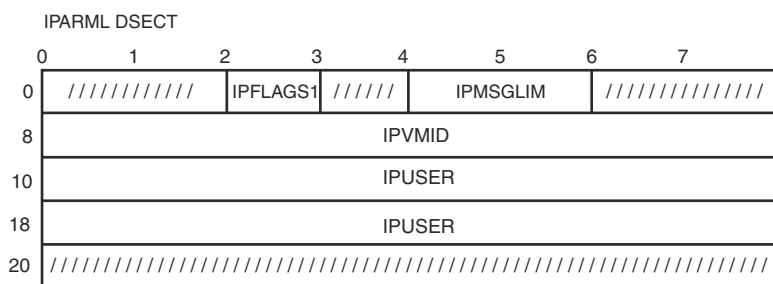 IPARML DSECT
0 1 2 3 4 5 6 7
0 //////////// IPFLAGS1 ////// IPMSGLIM ///////////////
8 IPVMID
10 IPUSER
18 IPUSER
20 ////////////////////////////////////////////////////////////////////